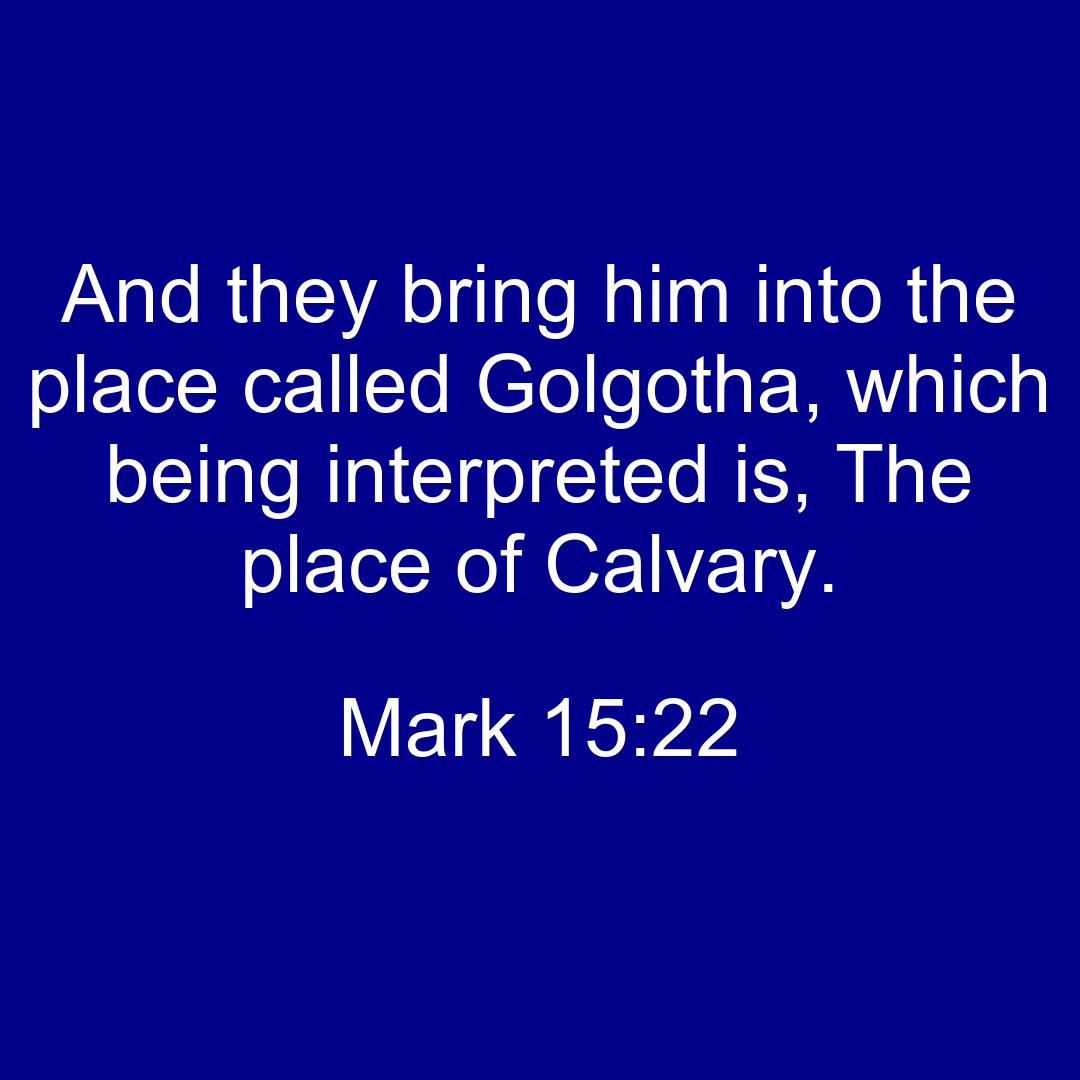 And they bring him into the
place called Golgotha, which
being interpreted is, The
place of Calvary.
Mark 15:22